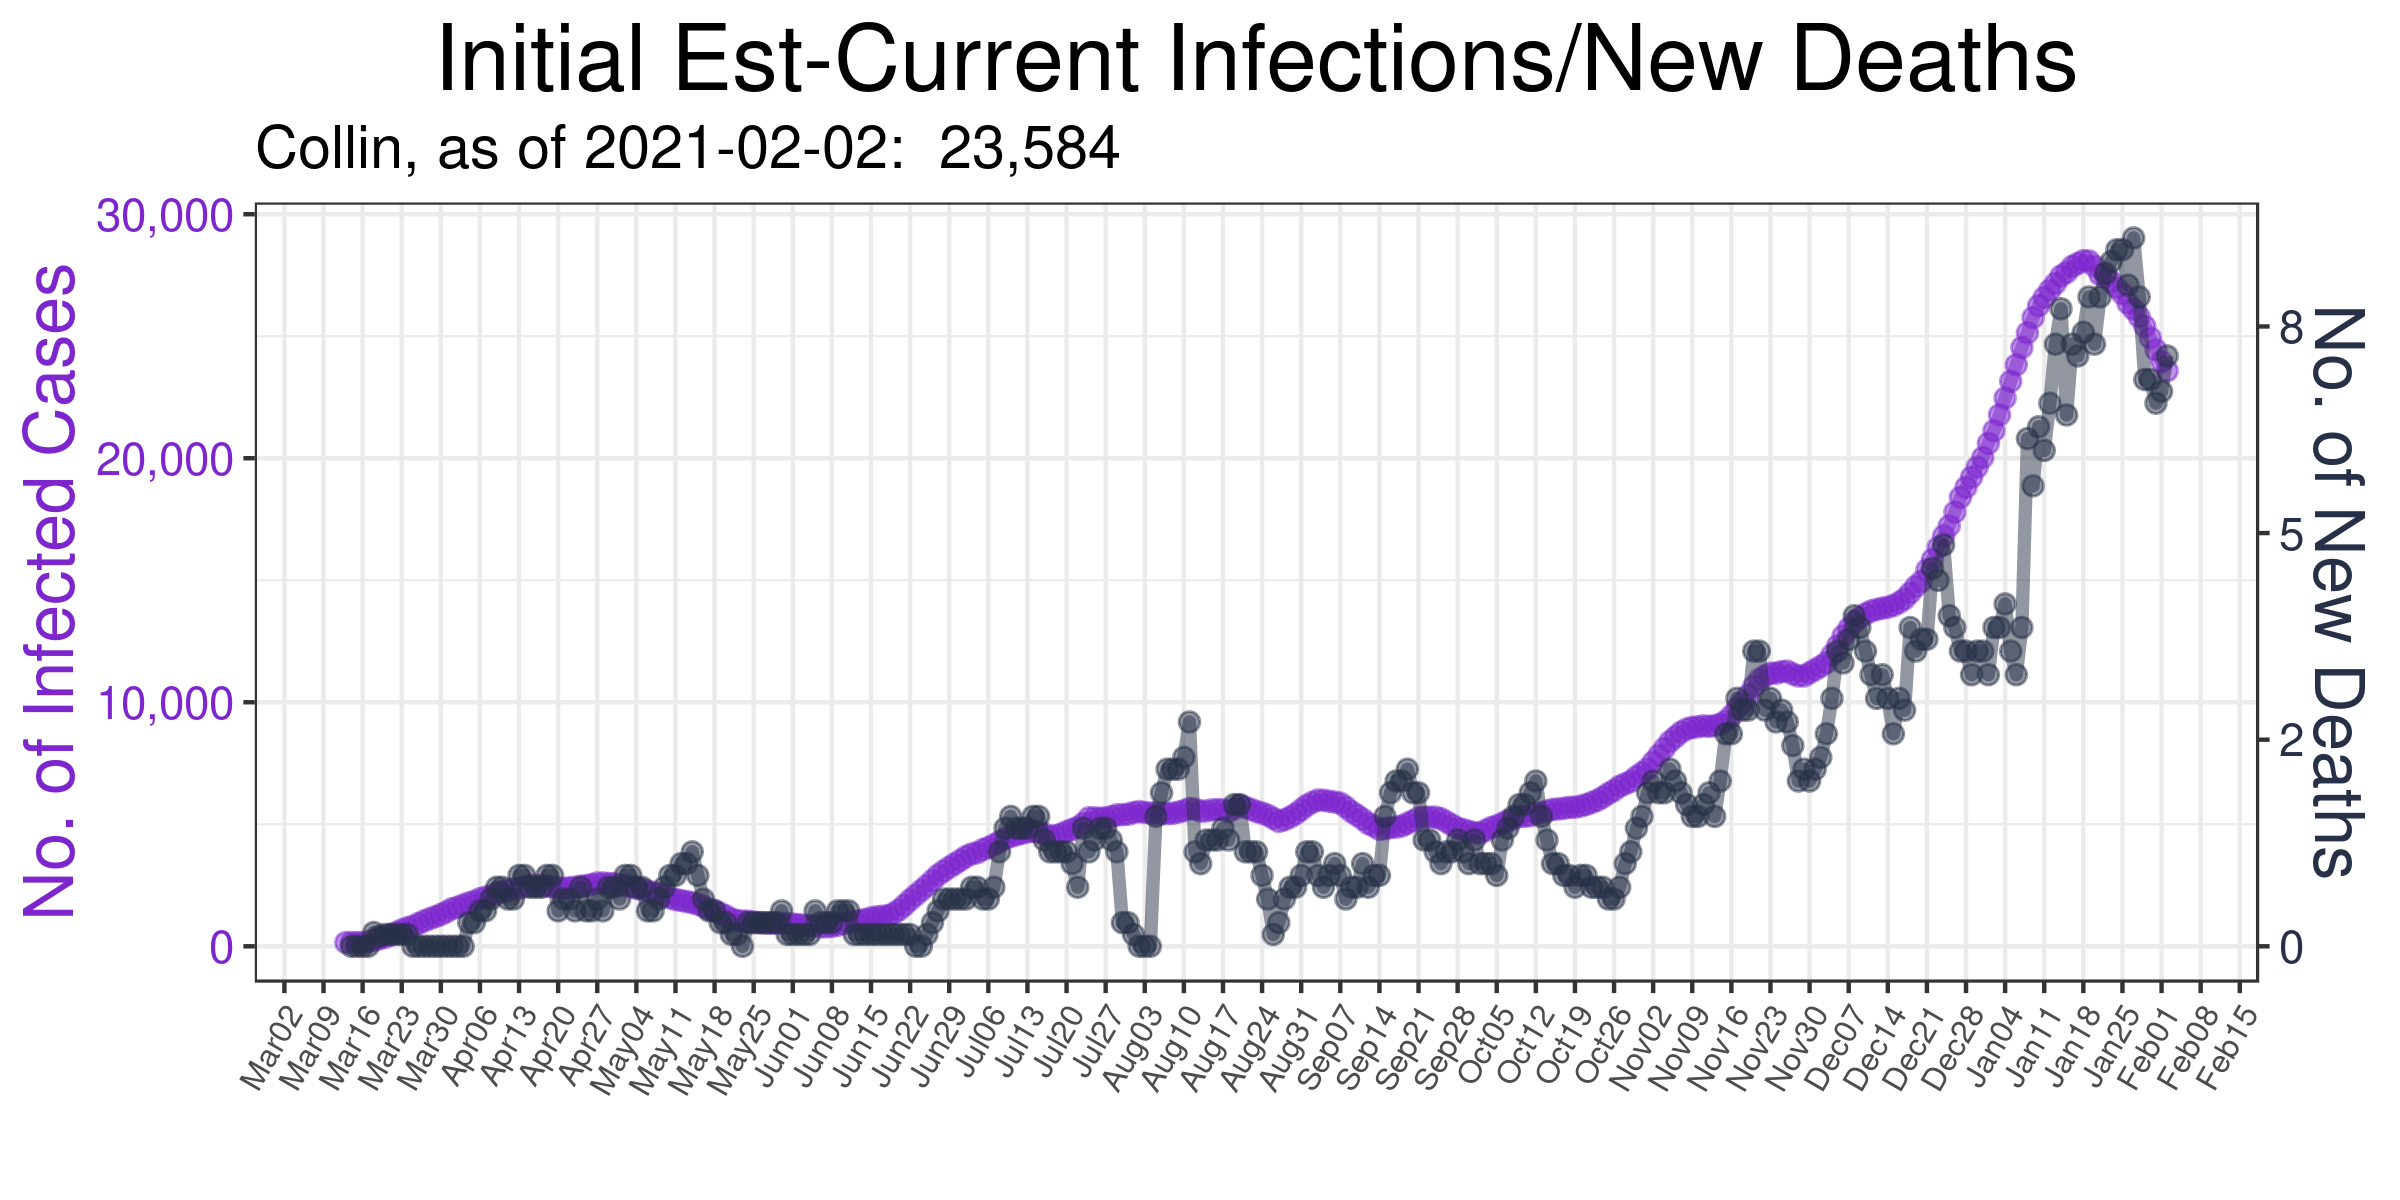 Initial Est-Current Infections/New Deaths
Collin, as of 2021-02-02: 23,584
No. of Infected Cases
30,000
20,000
10,000
0
8
5
2
0
No. of New Deaths
Mar02
Mar09
Mar16
Mar23
Mar30
Apr06
Apr13
Apr20
Apr27
May04
May11
May18
May25
Jun01
Jun08
Jun15
Jun22
Jun29
Jul06
Jul13
Jul20
Jul27
Aug03
Aug10
Aug17
Aug24
Aug31
Sep07
Sep14
Sep21
Sep28
Oct05
Oct12
Oct19
Oct26
Nov02
Nov09
Nov16
Nov23
Nov30
Dec07
Dec14
Dec21
Dec28
Jan04
Jan11
Jan18
Jan25
Feb01
Feb08
Feb15